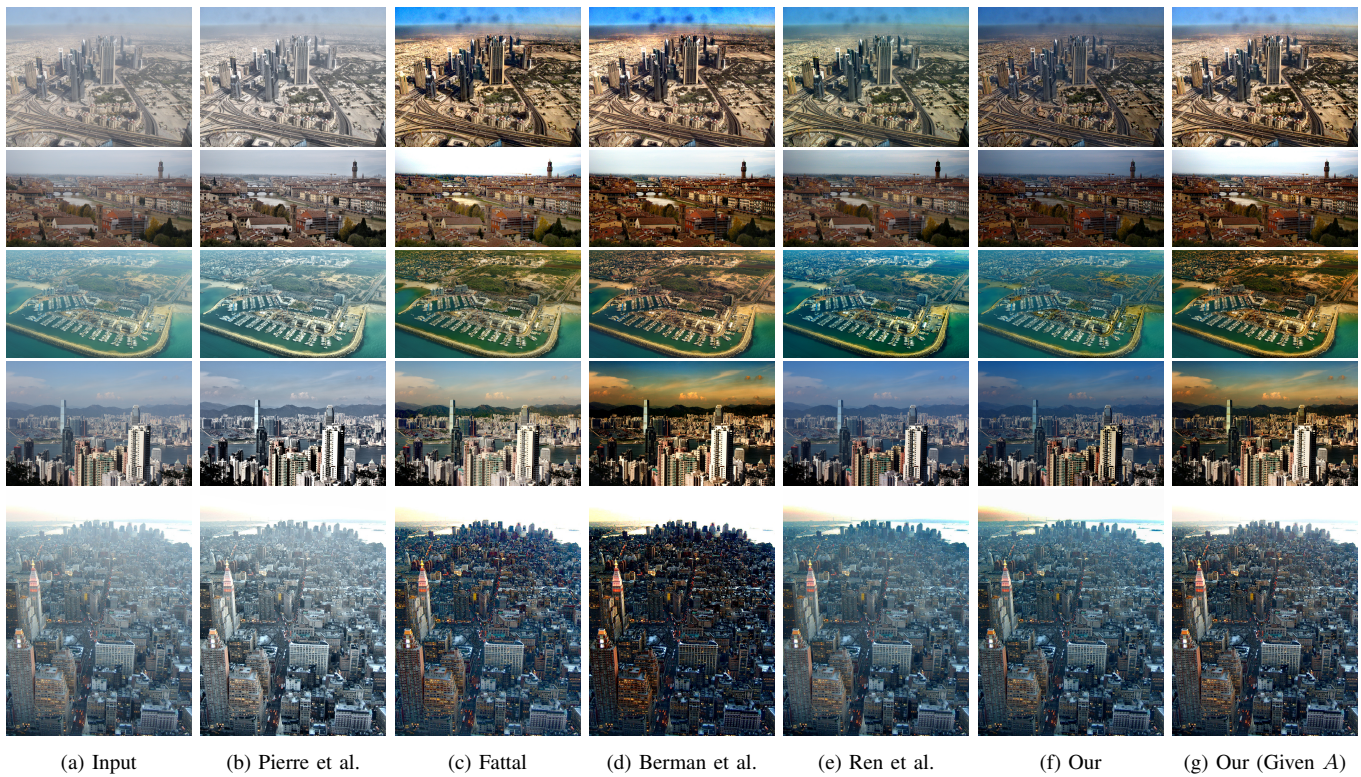 (a) Input (b) Pierre et al. (c) Fattal (d) Berman et al. (e) Ren et al. (f) Our (g) Our (Given A)